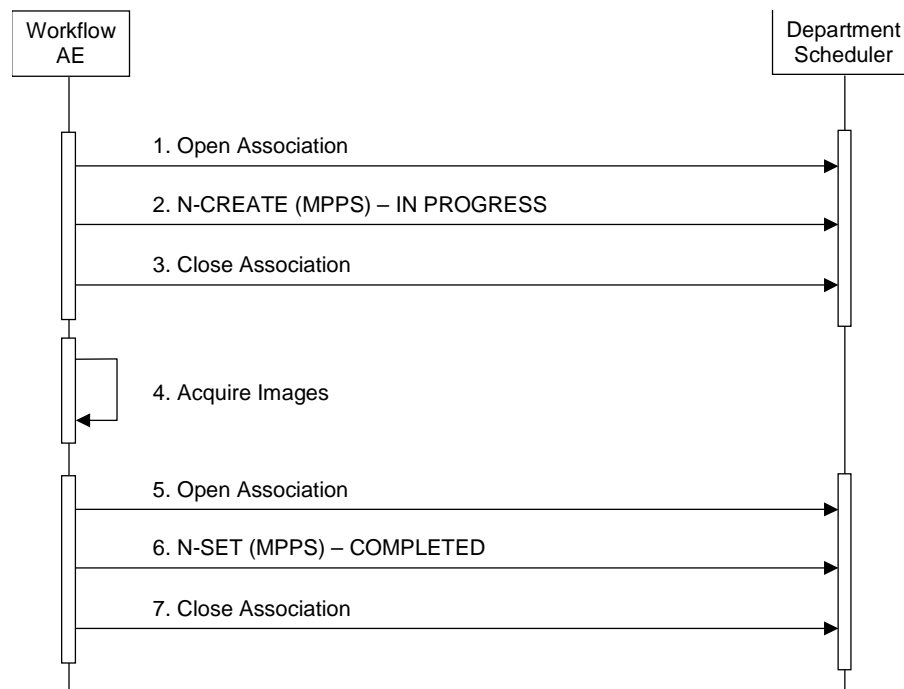 Workflow
AE
Department
Scheduler
1. Open Association
2. N-CREATE (MPPS) – IN PROGRESS
3. Close Association
4. Acquire Images
5. Open Association
6. N-SET (MPPS) – COMPLETED
7. Close Association